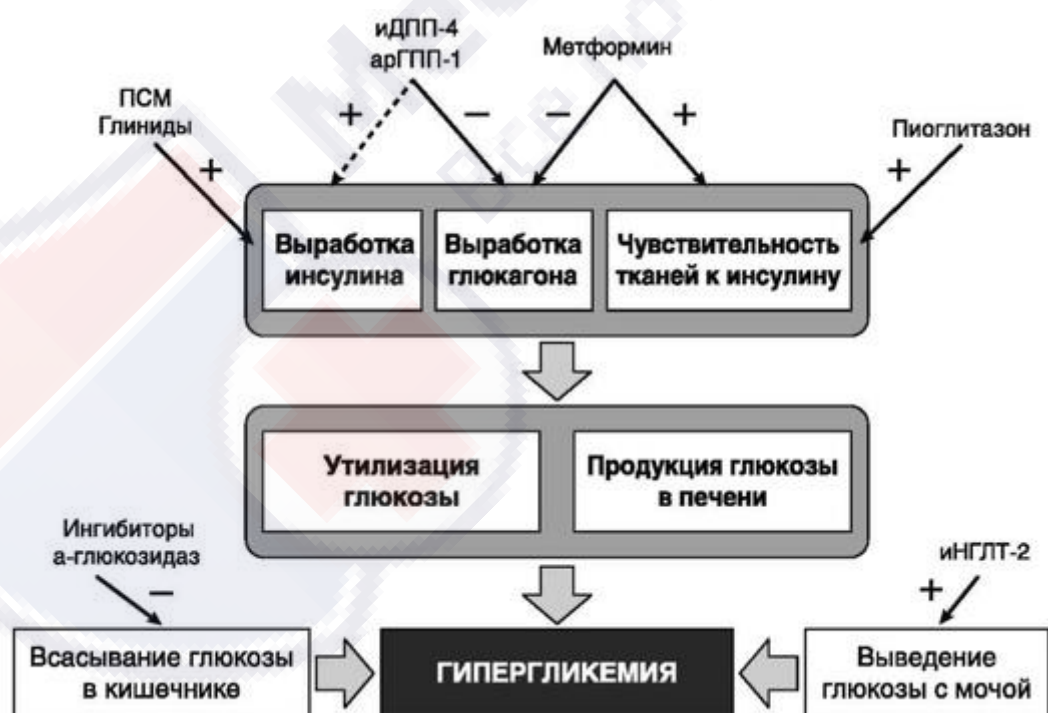 иДПП-4
арГПП-1
Метформин
ПСМ
Глиниды
Пиоглитазон
+
+
–
–
+
+
Выработка
инсулина
Выработка
глюкагона
Чувствительность
тканей к инсулину
Утилизация
глюкозы
Продукция глюкозы
в печени
Ингибиторы
а-глюкозидаз
–
иНГЛТ-2
+
Всасывание глюкозы
в кишечнике
ГИПЕРГЛИКЕМИЯ
Выведение
глюкозы с мочой